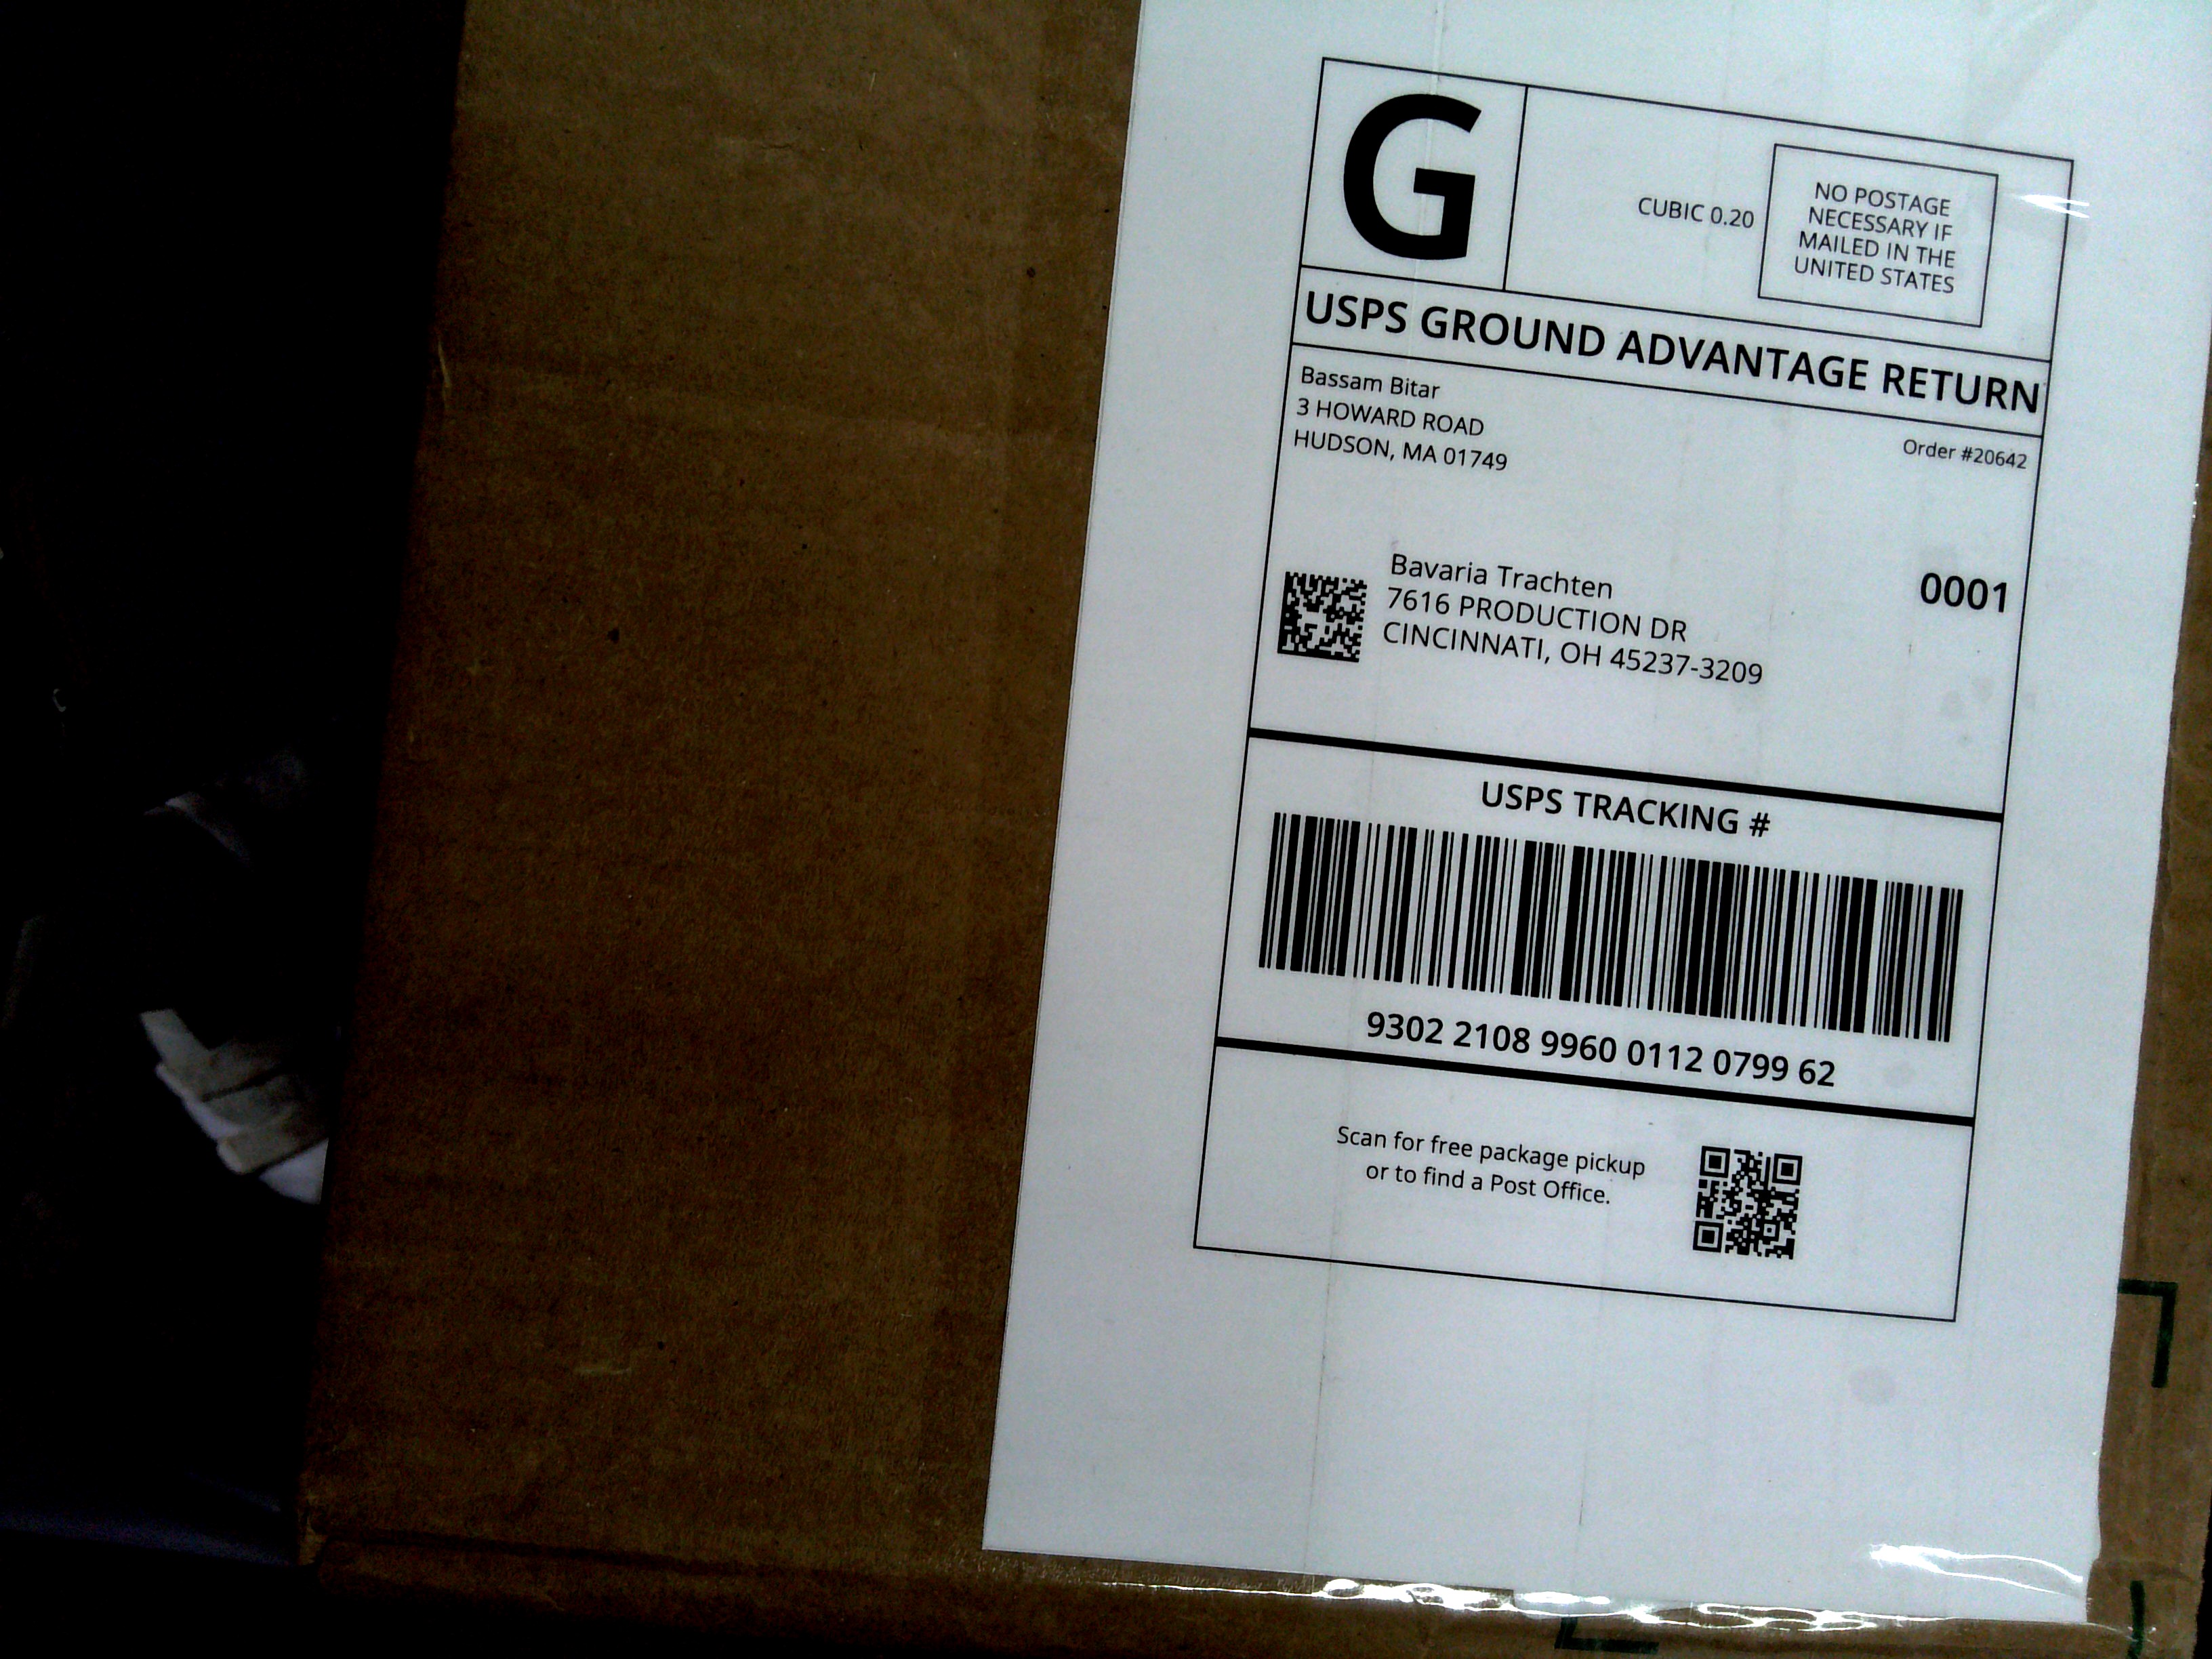 G
CUBIC 0.20
NO POSTAGE
NECESSARY IF
MAILED IN THE
UNITED STATES
USPS GROUND ADVANTAGE RETURN
Bassam Bitar
3 HOWARD ROAD
HUDSON, MA 01749
Order #20642
0001
Bavaria Trachten
7616 PRODUCTION DR
CINCINNATI, OH 45237-3209
USPS TRACKING #
9302 2108 9960 0112 0799 62
Scan for free package pickup
or to find a Post Office.